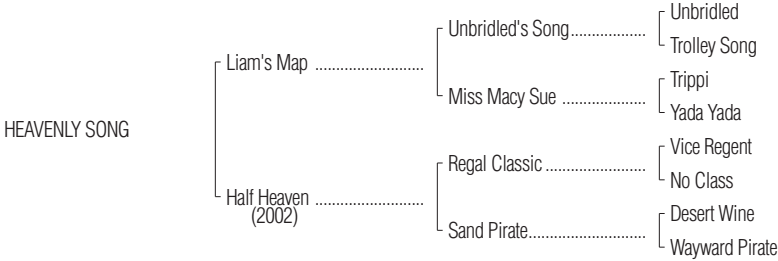 Unbridled
Unbridled's Song..................
Trolley Song
Liam's Map ..........................
Trippi
Miss Macy Sue ....................
Yada Yada
HEAVENLY SONG
Vice Regent
Regal Classic ........................
No Class
Half Heaven ..........................
(2002)
Desert Wine
Sand Pirate............................
Wayward Pirate